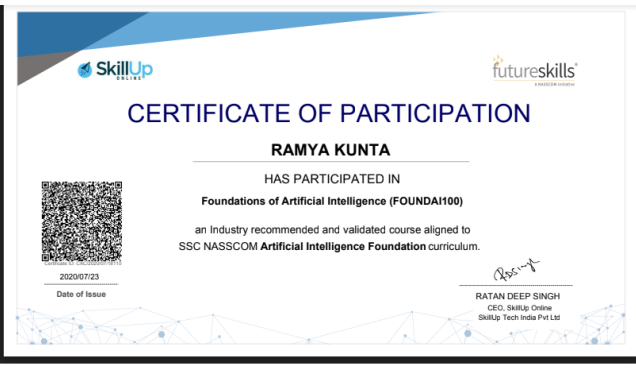 SkillUp
ONLINE
futureskills
A NASSCOM Initiative
CERTIFICATE OF PARTICIPATION
RAMYA KUNTA
HAS PARTICIPATED IN
Foundations of Artificial Intelligence (FOUNDAI100)
an Industry recommended and validated course aligned to
SSC NASSCOM Artificial Intelligence Foundation curriculum.
2020/07/23
Date of Issue
RATAN DEEP SINGH
CEO, SkillUp Online
SkillUp Tech India Pvt Ltd